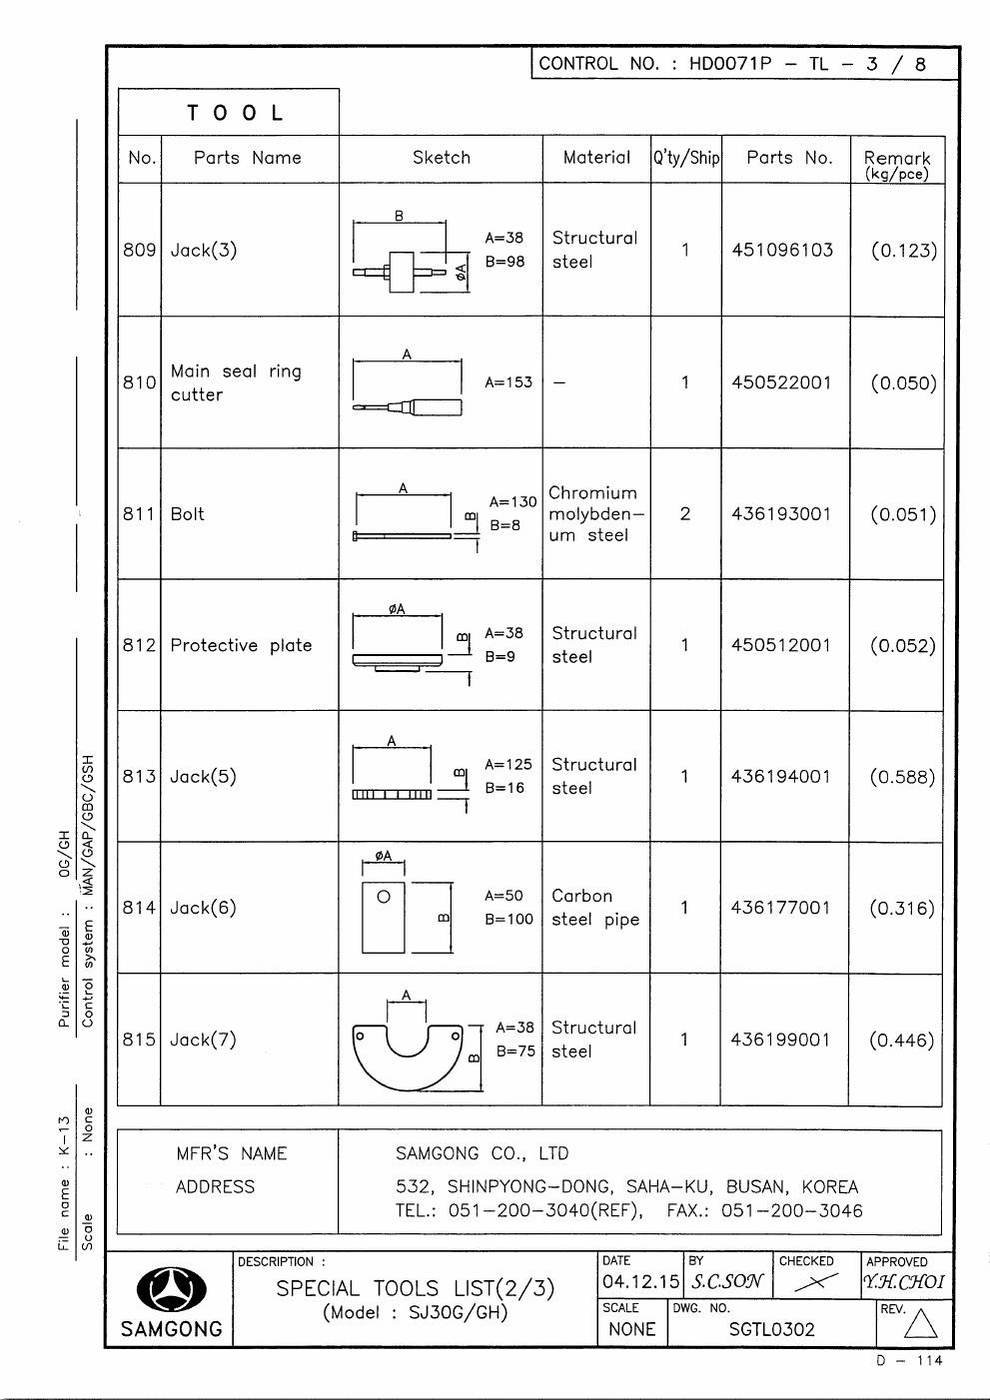 CONTROL NO. : HD0071P - TL - 3 / 8
TOOL
No. Parts Name Sketch Material Q'ty/Ship Parts No. Remark (kg/pce)
809 Jack(3) B øA A=38 B=98 Structural steel 1 451096103 (0.123)
810 Main seal ring cutter A A=153 - 1 450522001 (0.050)
811 Bolt A B A=130 B=8 Chromium molybden-um steel 2 436193001 (0.051)
812 Protective plate øA B A=38 B=9 Structural steel 1 450512001 (0.052)
813 Jack(5) A B A=125 B=16 Structural steel 1 436194001 (0.588)
814 Jack(6) øA B A=50 B=100 Carbon steel pipe 1 436177001 (0.316)
815 Jack(7) A B A=38 B=75 Structural steel 1 436199001 (0.446)
MFR'S NAME SAMGONG CO., LTD
ADDRESS 532, SHINPYONG-DONG, SAHA-KU, BUSAN, KOREA
TEL.: 051-200-3040(REF), FAX.: 051-200-3046
SAMGONG
DESCRIPTION :
SPECIAL TOOLS LIST(2/3)
(Model : SJ30G/GH)
DATE BY CHECKED APPROVED
04.12.15 S.C.SON Y.H.CHOI
SCALE DWG. NO. REV.
NONE SGTL0302
D - 114
File name : K-13
Scale : None
Purifier model : OG/GH
Control system : MAN/GAP/GBC/GSH